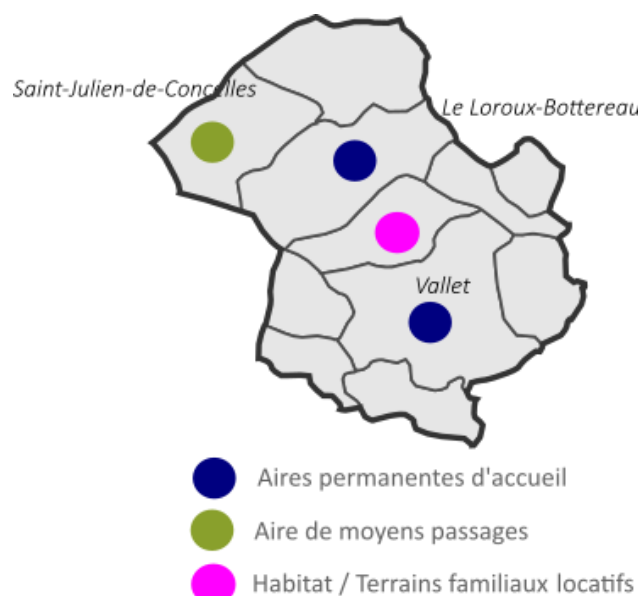 Saint-Julien-de-Concelles
Le Loroux-Bottereau
Vallet
Aires permanentes d'accueil
Aire de moyens passages
Habitat / Terrains familiaux locatifs